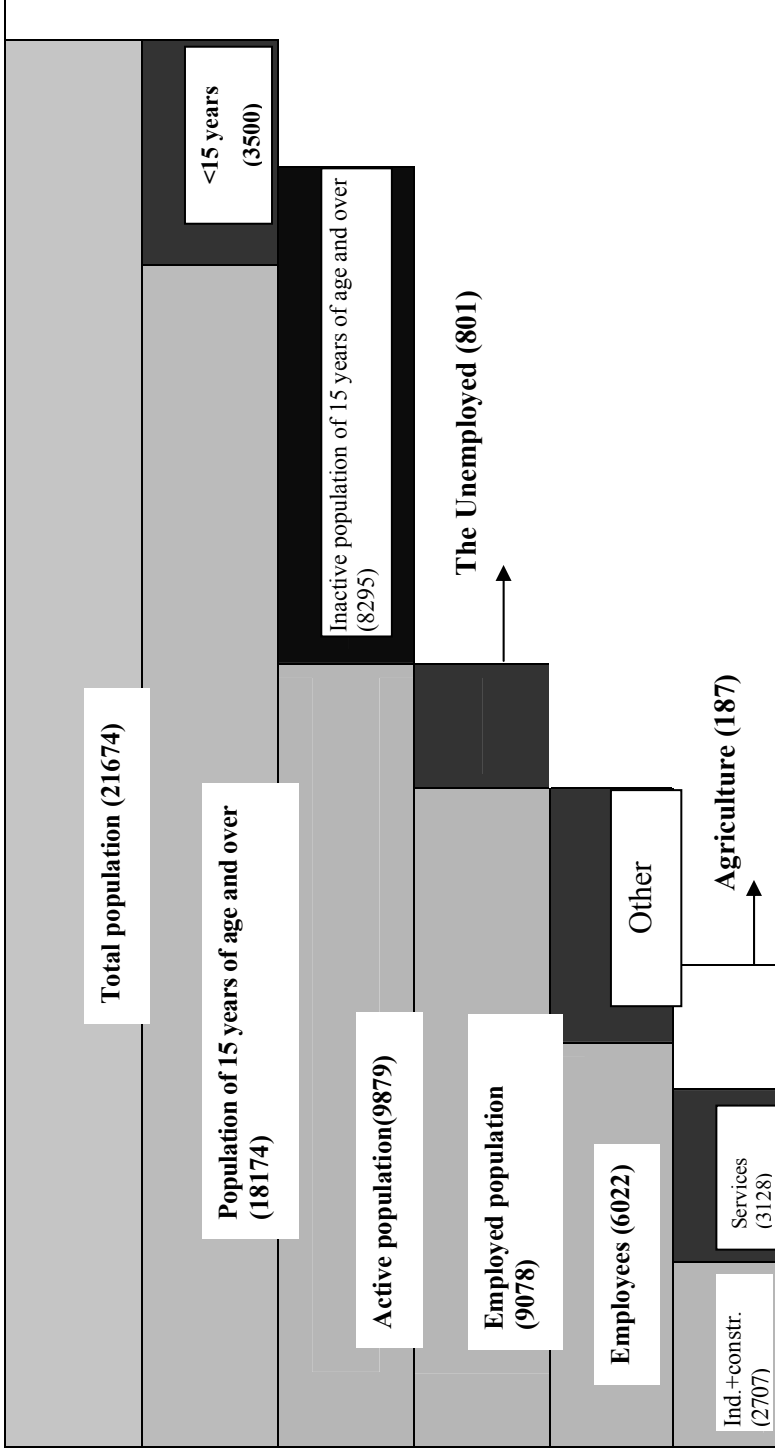 Total population (21674)
<15 years
(3500)
Population of 15 years of age and over
(18174)
Inactive population of 15 years of age and over
(8295)
Active population(9879)
The Unemployed (801)
Employed population
(9078)
Other
Employees (6022)
Agriculture (187)
Services
(3128)
Ind.+constr.
(2707)